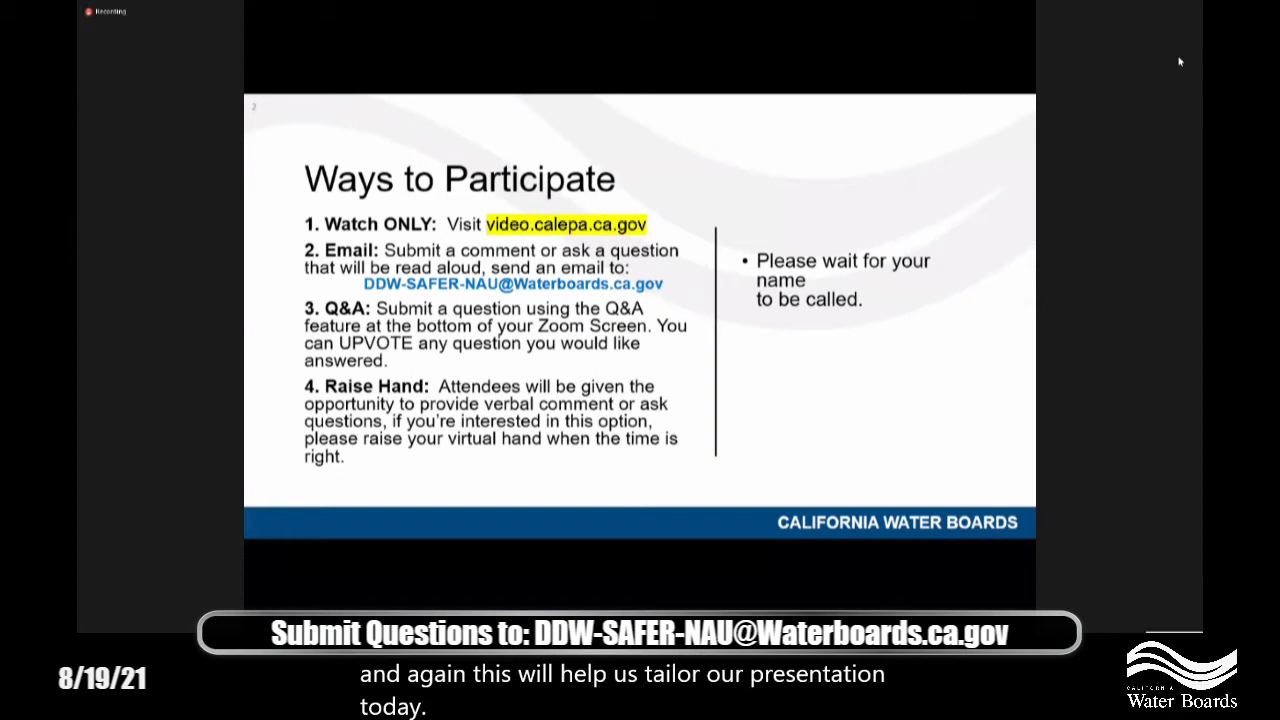 Recording
2
Ways to Participate
1. Watch ONLY: Visit video.calepa.ca.gov
2. Email: Submit a comment or ask a question
that will be read aloud, send an email to:
DDW-SAFER-NAU@Waterboards.ca.gov
3. Q&A: Submit a question using the Q&A
feature at the bottom of your Zoom Screen. You
can UPVOTE any question you would like
answered.
4. Raise Hand: Attendees will be given the
opportunity to provide verbal comment or ask
questions, if you're interested in this option,
please raise your virtual hand when the time is
right.
• Please wait for your
name
to be called.
CALIFORNIA WATER BOARDS
Submit Questions to: DDW-SAFER-NAU@Waterboards.ca.gov
and again this will help us tailor our presentation
today.
8/19/21
CALIFORNIA
Water Boards